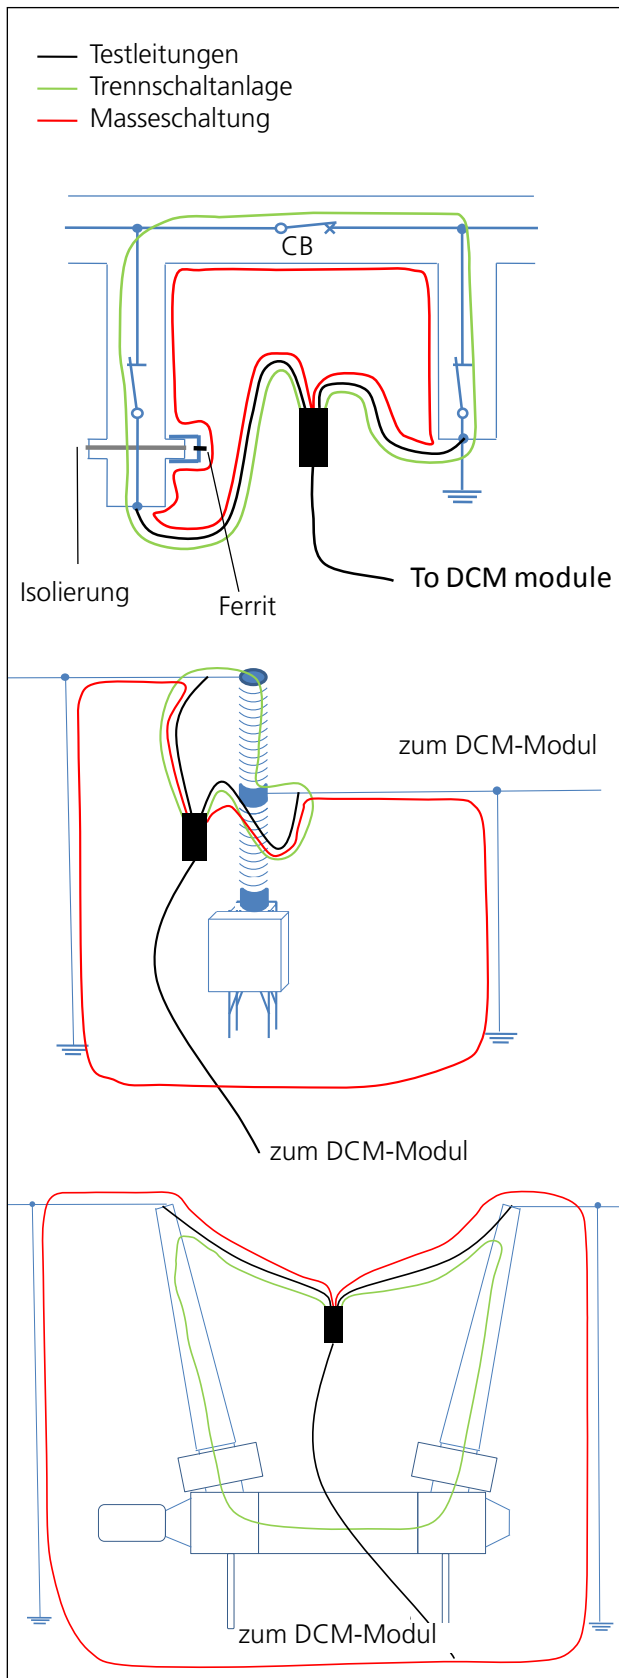 Testleitungen
Trennschaltanlage
Masseschaltung
CB
To DCM module
Isolierung
Ferrit
zum DCM-Modul
zum DCM-Modul
zum DCM-Modul